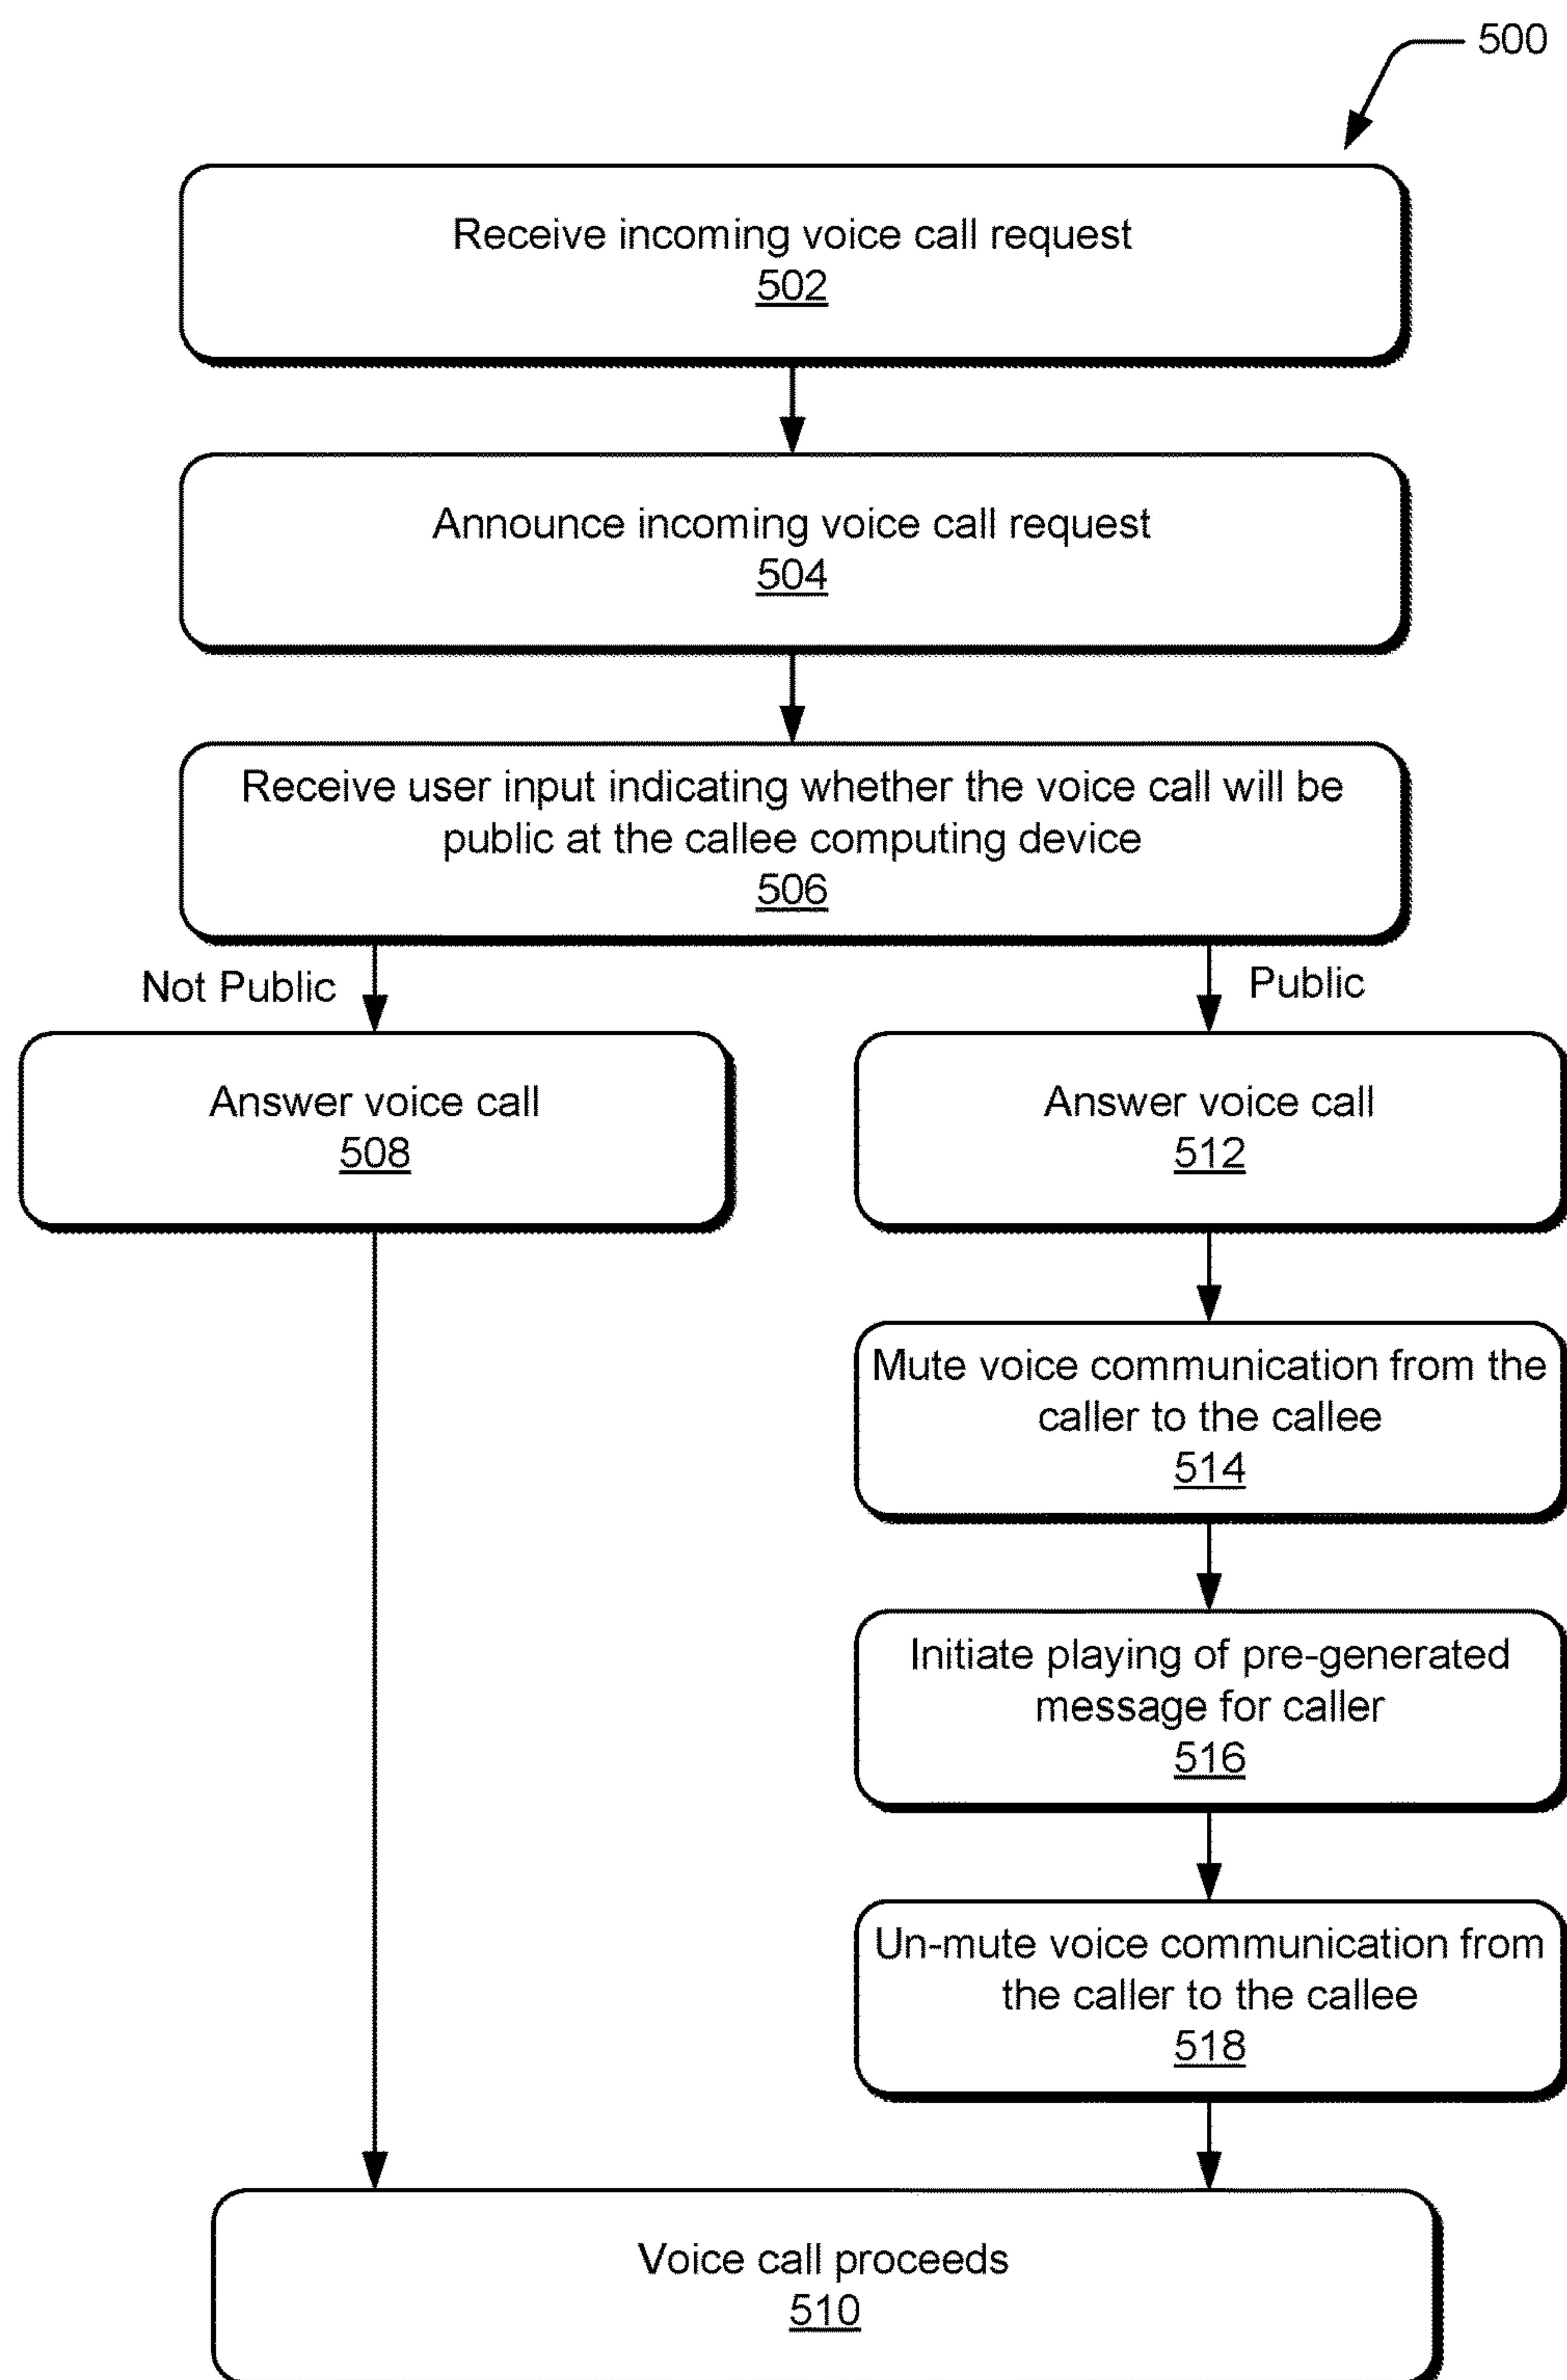 500
Receive incoming voice call request
502
Announce incoming voice call request
504
Receive user input indicating whether the voice call will be
public at the callee computing device
506
Not Public
Public
Answer voice call
508
Answer voice call
512
Mute voice communication from the
caller to the callee
514
Initiate playing of pre-generated
message for caller
516
Un-mute voice communication from
the caller to the callee
518
Voice call proceeds
510